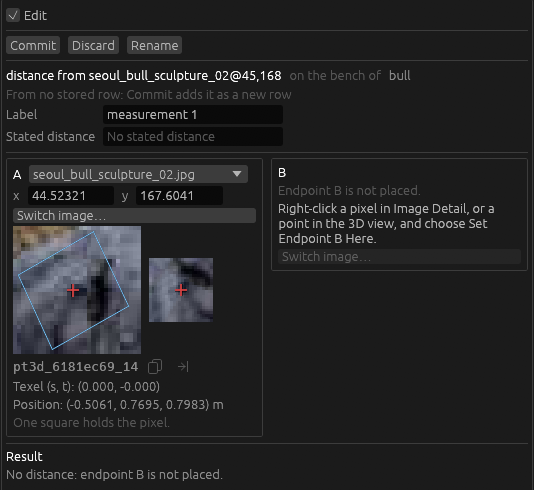 Edit
Commit Discard Rename
distance from seoul_bull_sculpture_02@45,168 on the bench of bull
From no stored row: Commit adds it as a new row
Label measurement 1
Stated distance No stated distance
A seoul_bull_sculpture_02.jpg
x 44.52321 y 167.6041
Switch image…
pt3d_6181ec69_14
Texel (s, t): (0.000, -0.000)
Position: (-0.5061, 0.7695, 0.7983) m
One square holds the pixel.
B
Endpoint B is not placed.
Right-click a pixel in Image Detail, or a
point in the 3D view, and choose Set
Endpoint B Here.
Switch image…
Result
No distance: endpoint B is not placed.